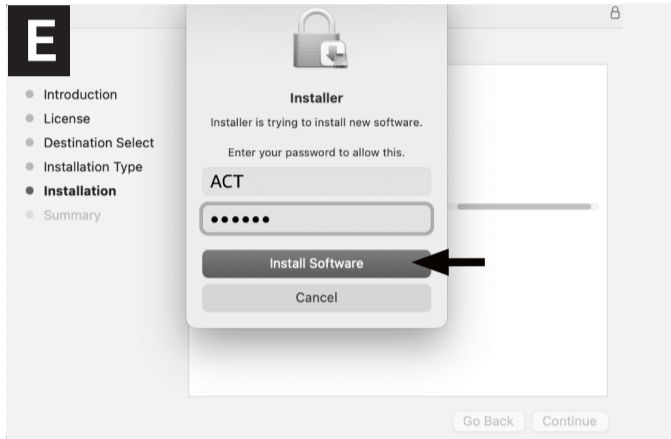 E
Introduction
License
Destination Select
Installation Type
Installation
Summary
Installer
Installer is trying to install new software.
Enter your password to allow this.
ACT
••••••
Install Software
Cancel
Go Back
Continue